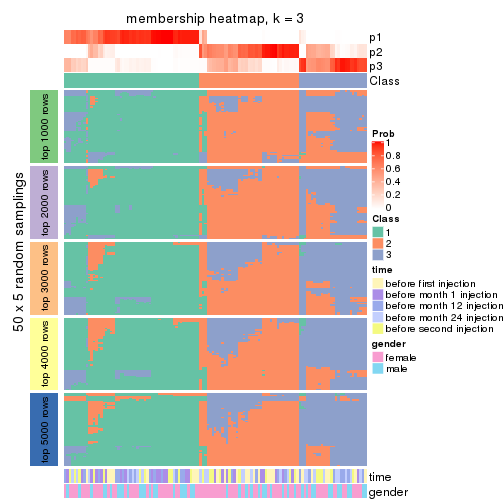 membership heatmap, k = 3
p1
p2
p3
Class
50 x 5 random samplings
top 1000 rows
top 2000 rows
top 3000 rows
top 4000 rows
top 5000 rows
time
gender
Prob
1
0.8
0.6
0.4
0.2
0
Class
1
2
3
time
before first injection
before month 1 injection
before month 12 injection
before month 24 injection
before second injection
gender
female
male